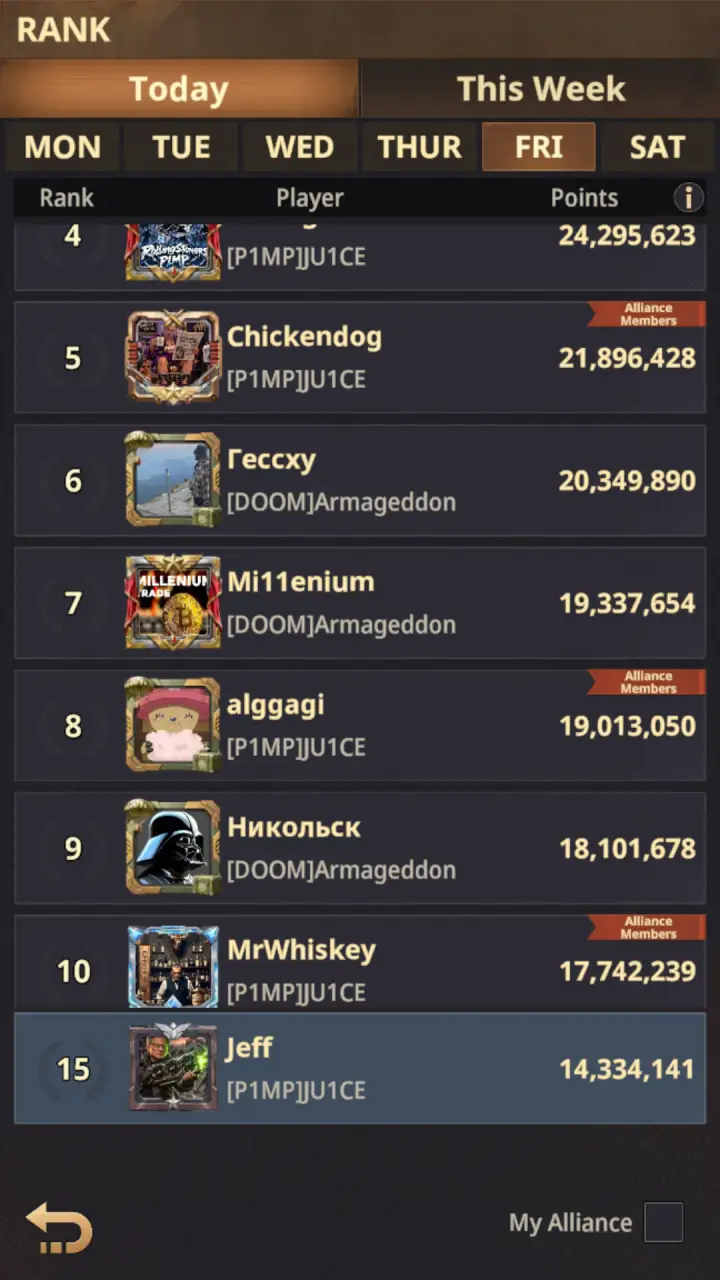 RANK
Today
This Week
MON TUE WED THUR FRI SAT
Rank Player Points i
4
RollingStoners
PIMP
[P1MP]JU1CE
24,295,623
Alliance
Members
5
Chickendog
[P1MP]JU1CE
21,896,428
6
Гессху
[DOOM]Armageddon
20,349,890
7
MILLENIUM
TRADE
Mi11enium
[DOOM]Armageddon
19,337,654
Alliance
Members
8
alggagi
[P1MP]JU1CE
19,013,050
9
Никольск
[DOOM]Armageddon
18,101,678
Alliance
Members
10
MrWhiskey
[P1MP]JU1CE
17,742,239
15
Jeff
[P1MP]JU1CE
14,334,141
My Alliance